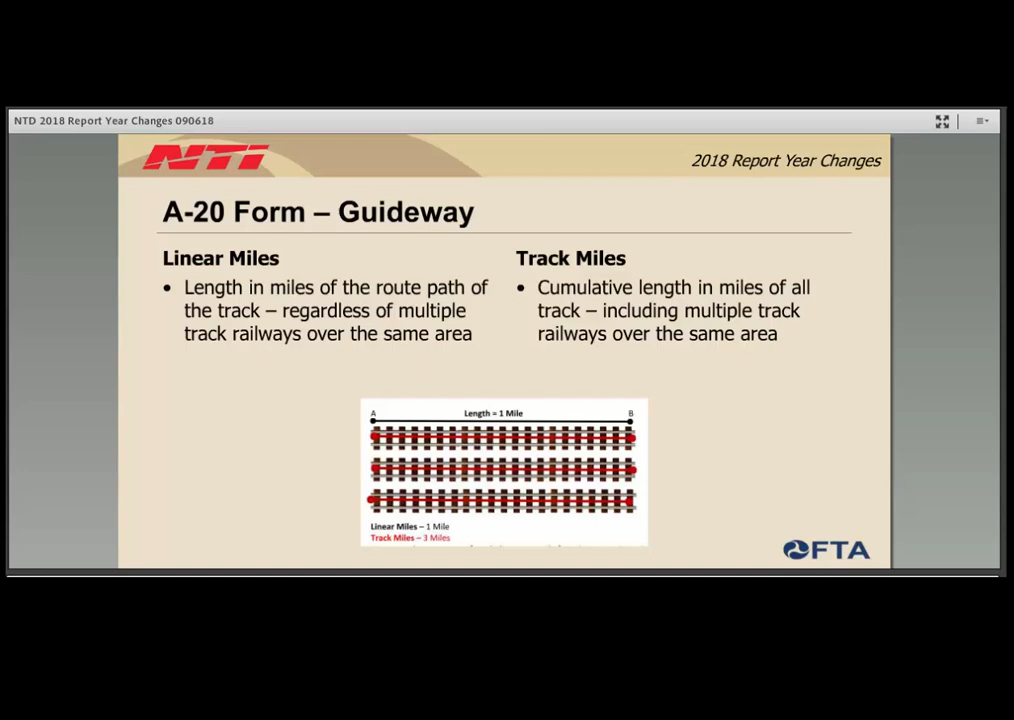 NTD 2018 Report Year Changes 090618
NTI
2018 Report Year Changes
A-20 Form – Guideway
Linear Miles
• Length in miles of the route path of
the track – regardless of multiple
track railways over the same area
Track Miles
• Cumulative length in miles of all
track – including multiple track
railways over the same area
A Length = 1 Mile B
Linear Miles – 1 Mile
Track Miles – 3 Miles
FTA